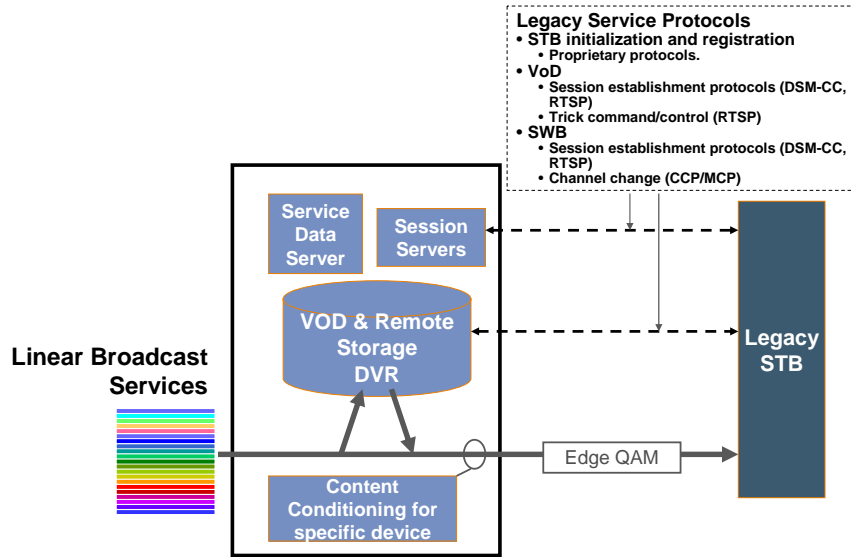 Legacy Service Protocols
• STB initialization and registration
• Proprietary protocols.
• VoD
• Session establishment protocols (DSM-CC,
RTSP)
• Trick command/control (RTSP)
• SWB
• Session establishment protocols (DSM-CC,
RTSP)
• Channel change (CCP/MCP)
Service
Data
Server
Session
Servers
VOD & Remote
Storage
DVR
Legacy
STB
Linear Broadcast
Services
Edge QAM
Content
Conditioning for
specific device